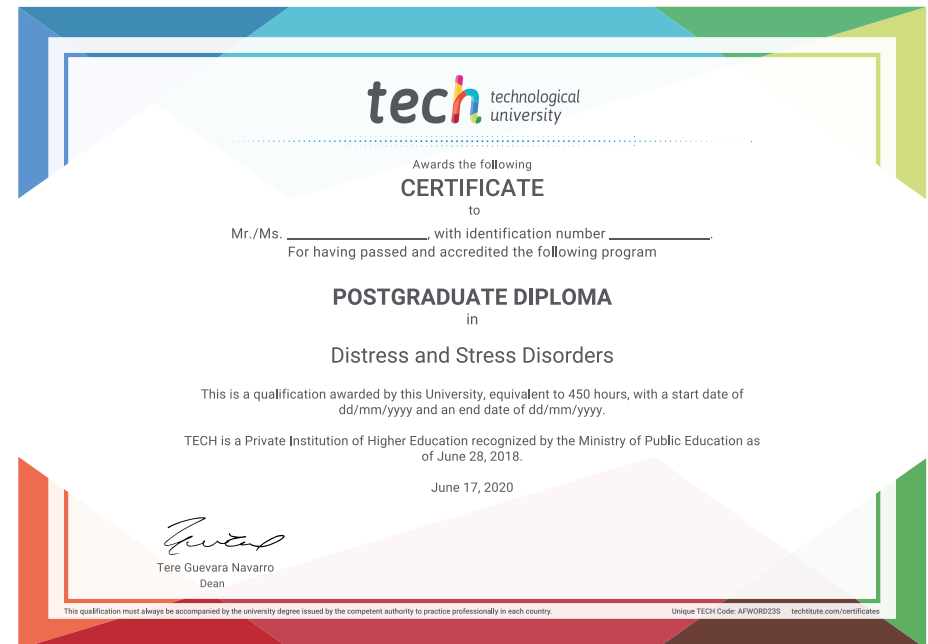 tech technological
university
Awards the following
CERTIFICATE
to
Mr./Ms. ____________________, with identification number ______________.
For having passed and accredited the following program
POSTGRADUATE DIPLOMA
in
Distress and Stress Disorders
This is a qualification awarded by this University, equivalent to 450 hours, with a start date of
dd/mm/yyyy and an end date of dd/mm/yyyy.
TECH is a Private Institution of Higher Education recognized by the Ministry of Public Education as
of June 28, 2018.
June 17, 2020
Tere Guevara Navarro
Dean
This qualification must always be accompanied by the university degree issued by the competent authority to practice professionally in each country. Unique TECH Code: AFWORD23S techtitute.com/certificates